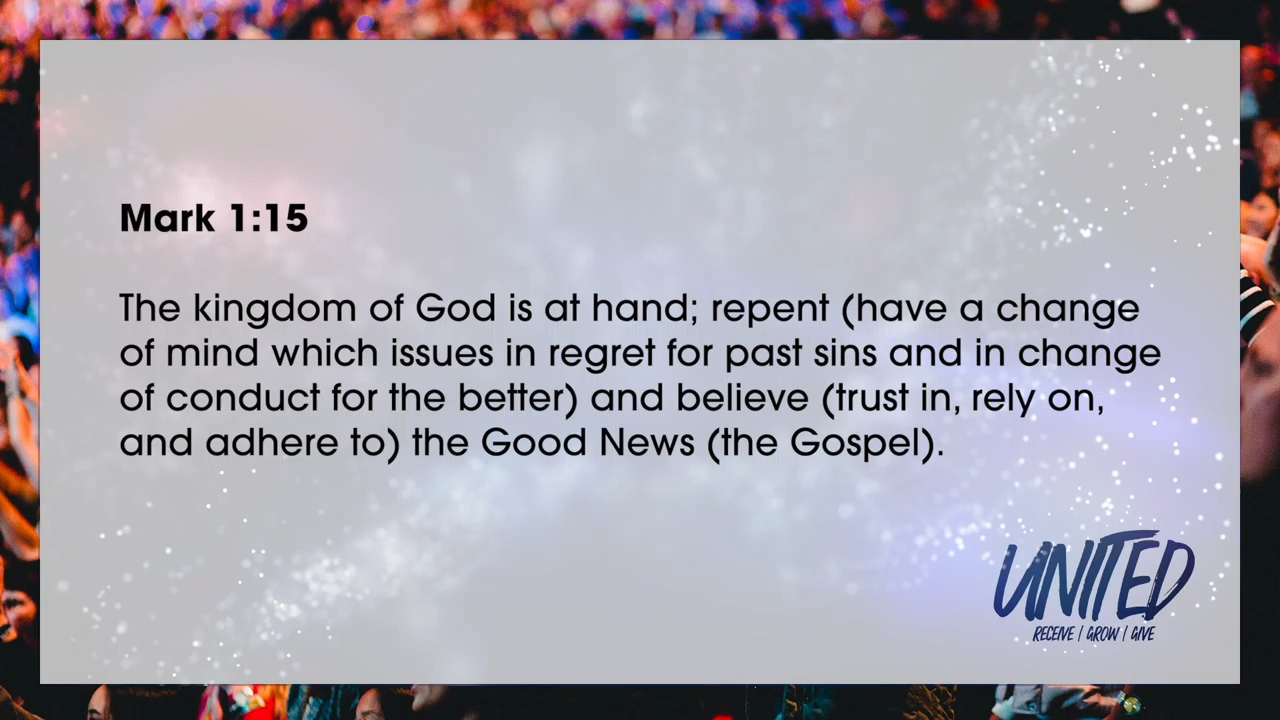 Mark 1:15
The kingdom of God is at hand; repent (have a change
of mind which issues in regret for past sins and in change
of conduct for the better) and believe (trust in, rely on,
and adhere to) the Good News (the Gospel).
UNITED
RECEIVE / GROW / GIVE